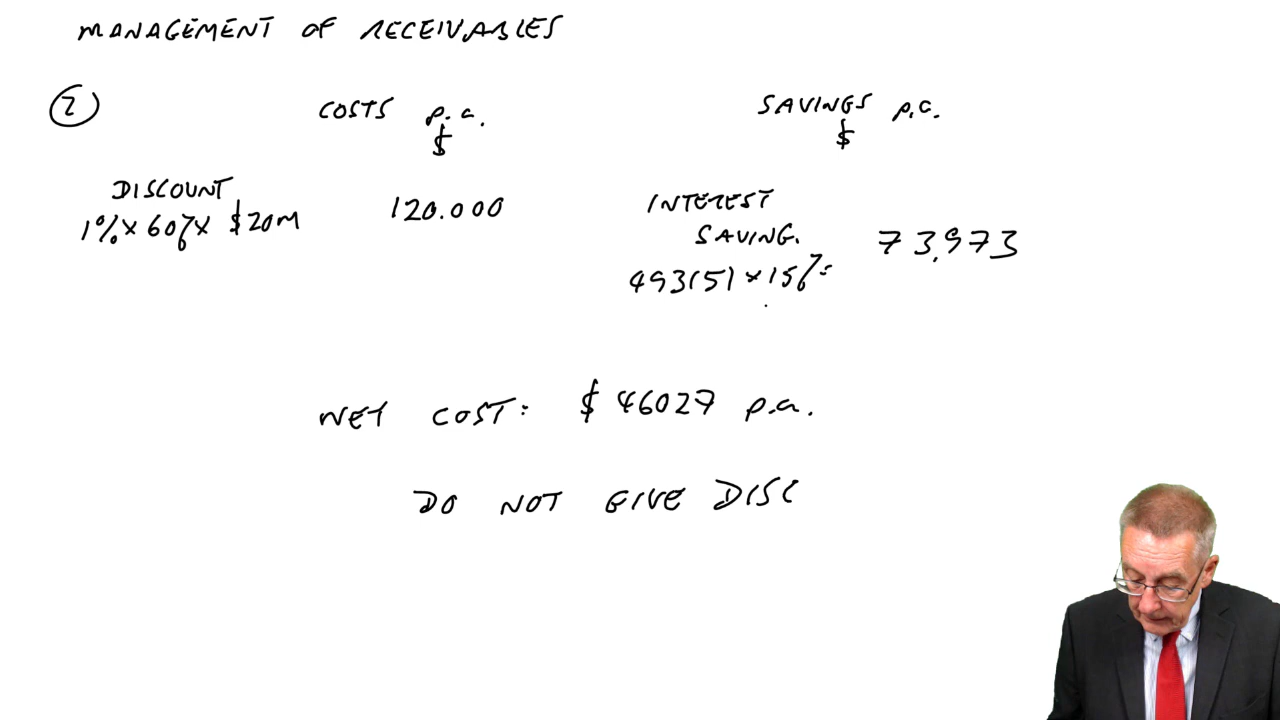 MANAGEMENT OF RECEIVABLES
2
COSTS p.a.
$
SAVINGS p.a.
$
DISCOUNT
1% x 60% x $20M
120.000
INTEREST
SAVING.
493151 x 15% =
73,973
NET COST: $46027 p.a.
DO NOT GIVE DISC